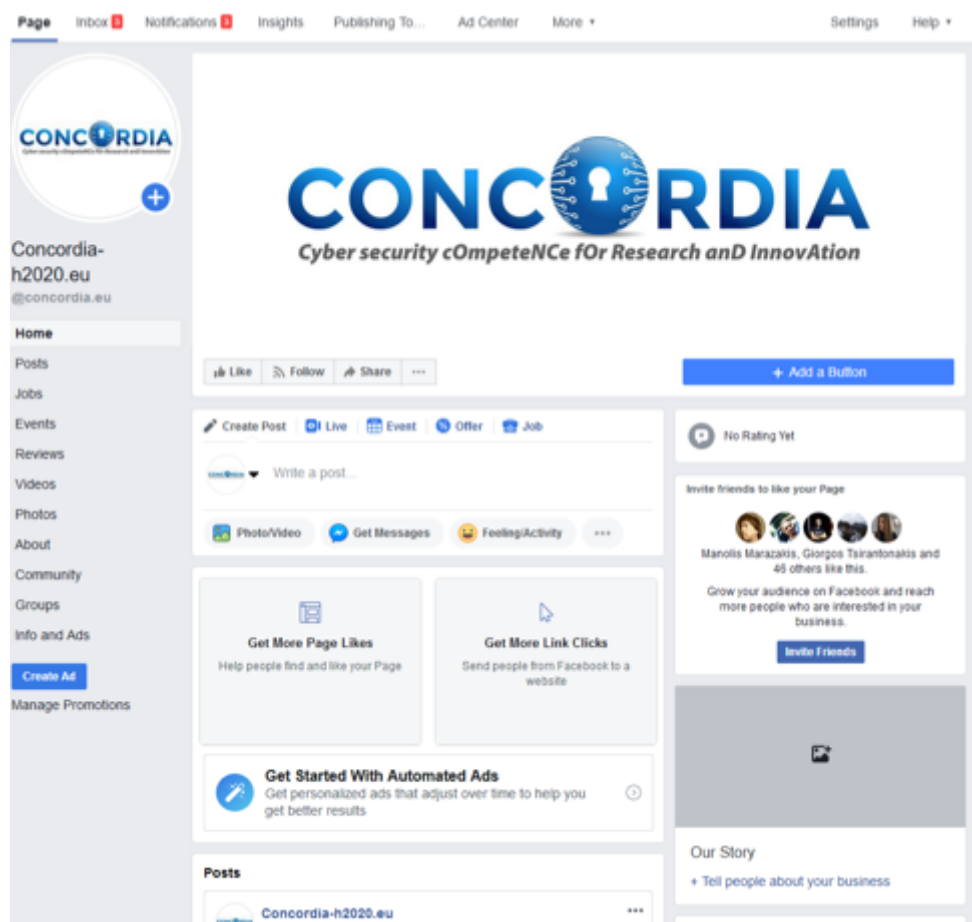 Page Inbox 3 Notifications 3 Insights Publishing To... Ad Center More Settings Help
CONCORDIA
Concordia-
h2020.eu
@concordia.eu
Home
Posts
Jobs
Events
Reviews
Videos
Photos
About
Community
Groups
Info and Ads
Create Ad
Manage Promotions
CONCORDIA
Cyber security cOmpeteNCe fOr Research anD InnovAtion
Like Follow Share ...
+ Add a Button
Create Post Live Event Offer Job
Write a post...
Photo/Video Get Messages Feeling/Activity ...
Get More Page Likes
Help people find and like your Page
Get More Link Clicks
Send people from Facebook to a
website
Get Started With Automated Ads
Get personalized ads that adjust over time to help you
get better results
Posts
Concordia-h2020.eu ...
No Rating Yet
Invite friends to like your Page
Manolis Marazakis, Giorgos Tsirantonakis and
46 others like this.
Grow your audience on Facebook and reach
more people who are interested in your
business.
Invite Friends
Our Story
+ Tell people about your business